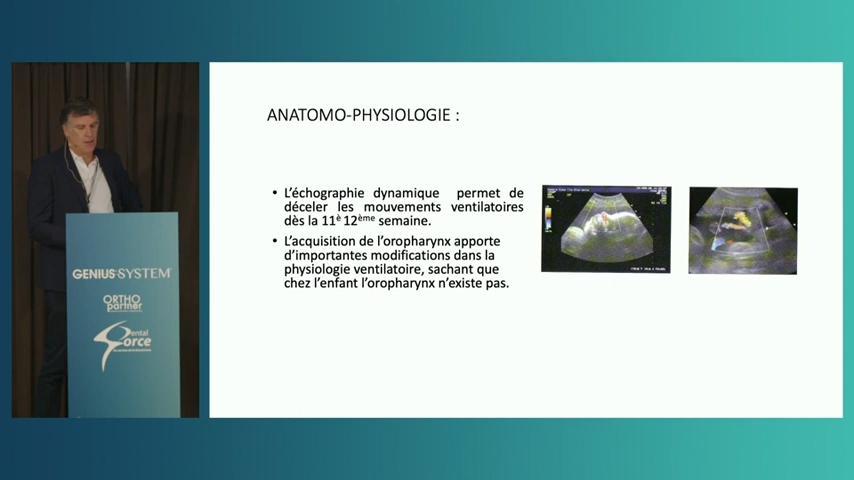 ANATOMO-PHYSIOLOGIE :
• L'échographie dynamique permet de
déceler les mouvements ventilatoires
dès la 11è 12ème semaine.
• L'acquisition de l'oropharynx apporte
d'importantes modifications dans la
physiologie ventilatoire, sachant que
chez l'enfant l'oropharynx n'existe pas.
GENIUS SYSTEM
ORTHO
partner
Dental
Force